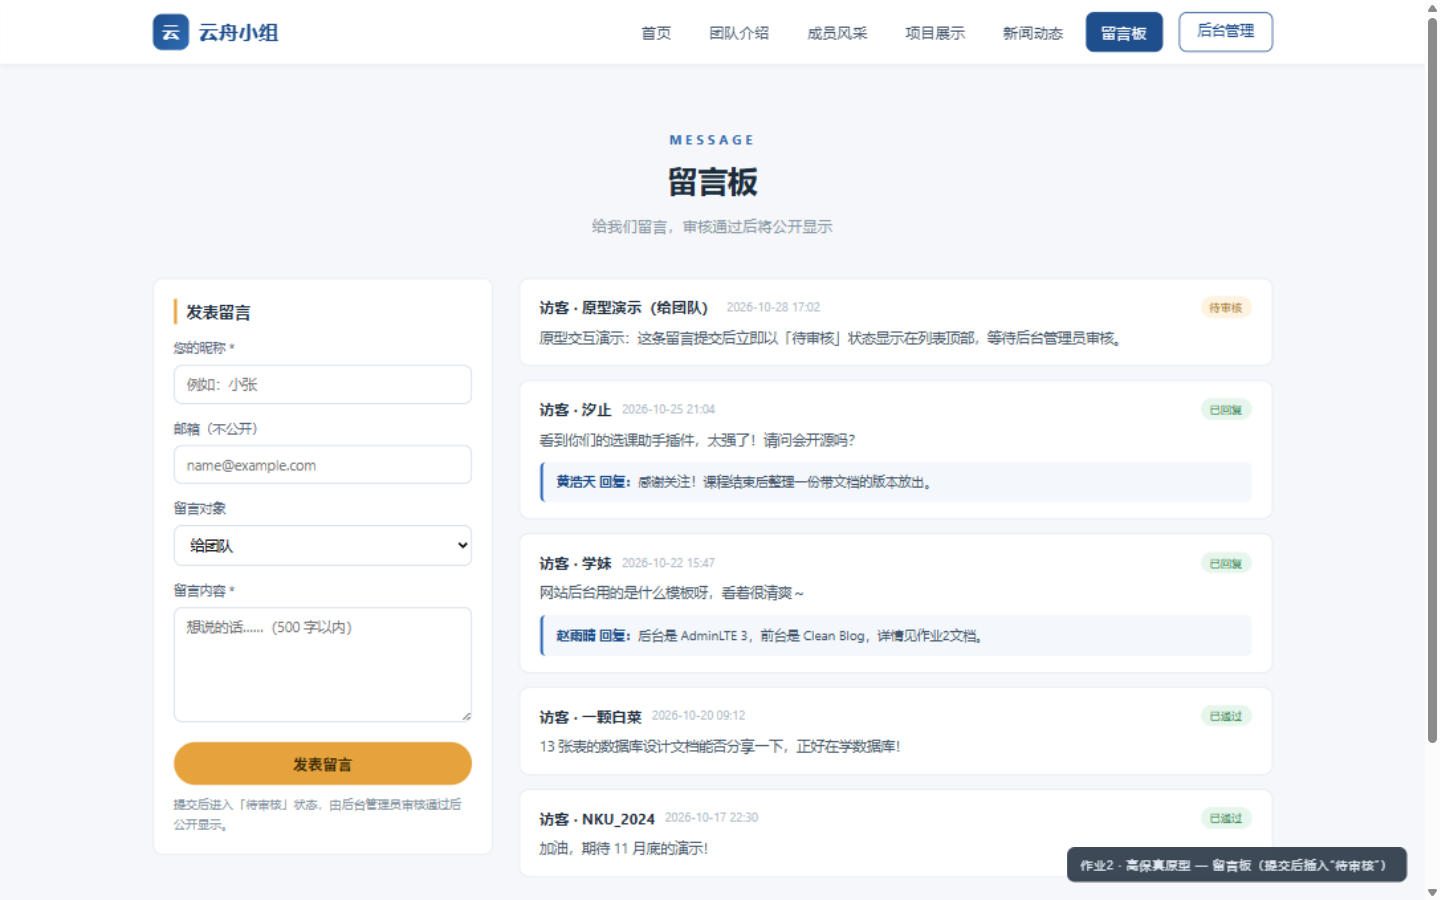 云 云舟小组
首页 团队介绍 成员风采 项目展示 新闻动态 留言板 后台管理
MESSAGE
留言板
给我们留言，审核通过后将公开显示
发表留言
您的昵称 *
例如：小张
邮箱（不公开）
name@example.com
留言对象
给团队
留言内容 *
想说的话……（500 字以内）
发表留言
提交后进入「待审核」状态，由后台管理员审核通过后
公开显示。
访客 · 原型演示（给团队） 2026-10-28 17:02 待审核
原型交互演示：这条留言提交后立即以「待审核」状态显示在列表顶部，等待后台管理员审核。
访客 · 汐止 2026-10-25 21:04 已回复
看到你们的选课助手插件，太强了！请问会开源吗？
黄浩天 回复：感谢关注！课程结束后整理一份带文档的版本放出。
访客 · 学妹 2026-10-22 15:47 已回复
网站后台用的是什么模板呀，看着很清爽～
赵雨晴 回复：后台是 AdminLTE 3，前台是 Clean Blog，详情见作业2文档。
访客 · 一颗白菜 2026-10-20 09:12 已通过
13 张表的数据库设计文档能否分享一下，正好在学数据库！
访客 · NKU_2024 2026-10-17 22:30 已通过
加油，期待 11 月底的演示！
作业2 · 高保真原型 — 留言板（提交后插入“待审核”）